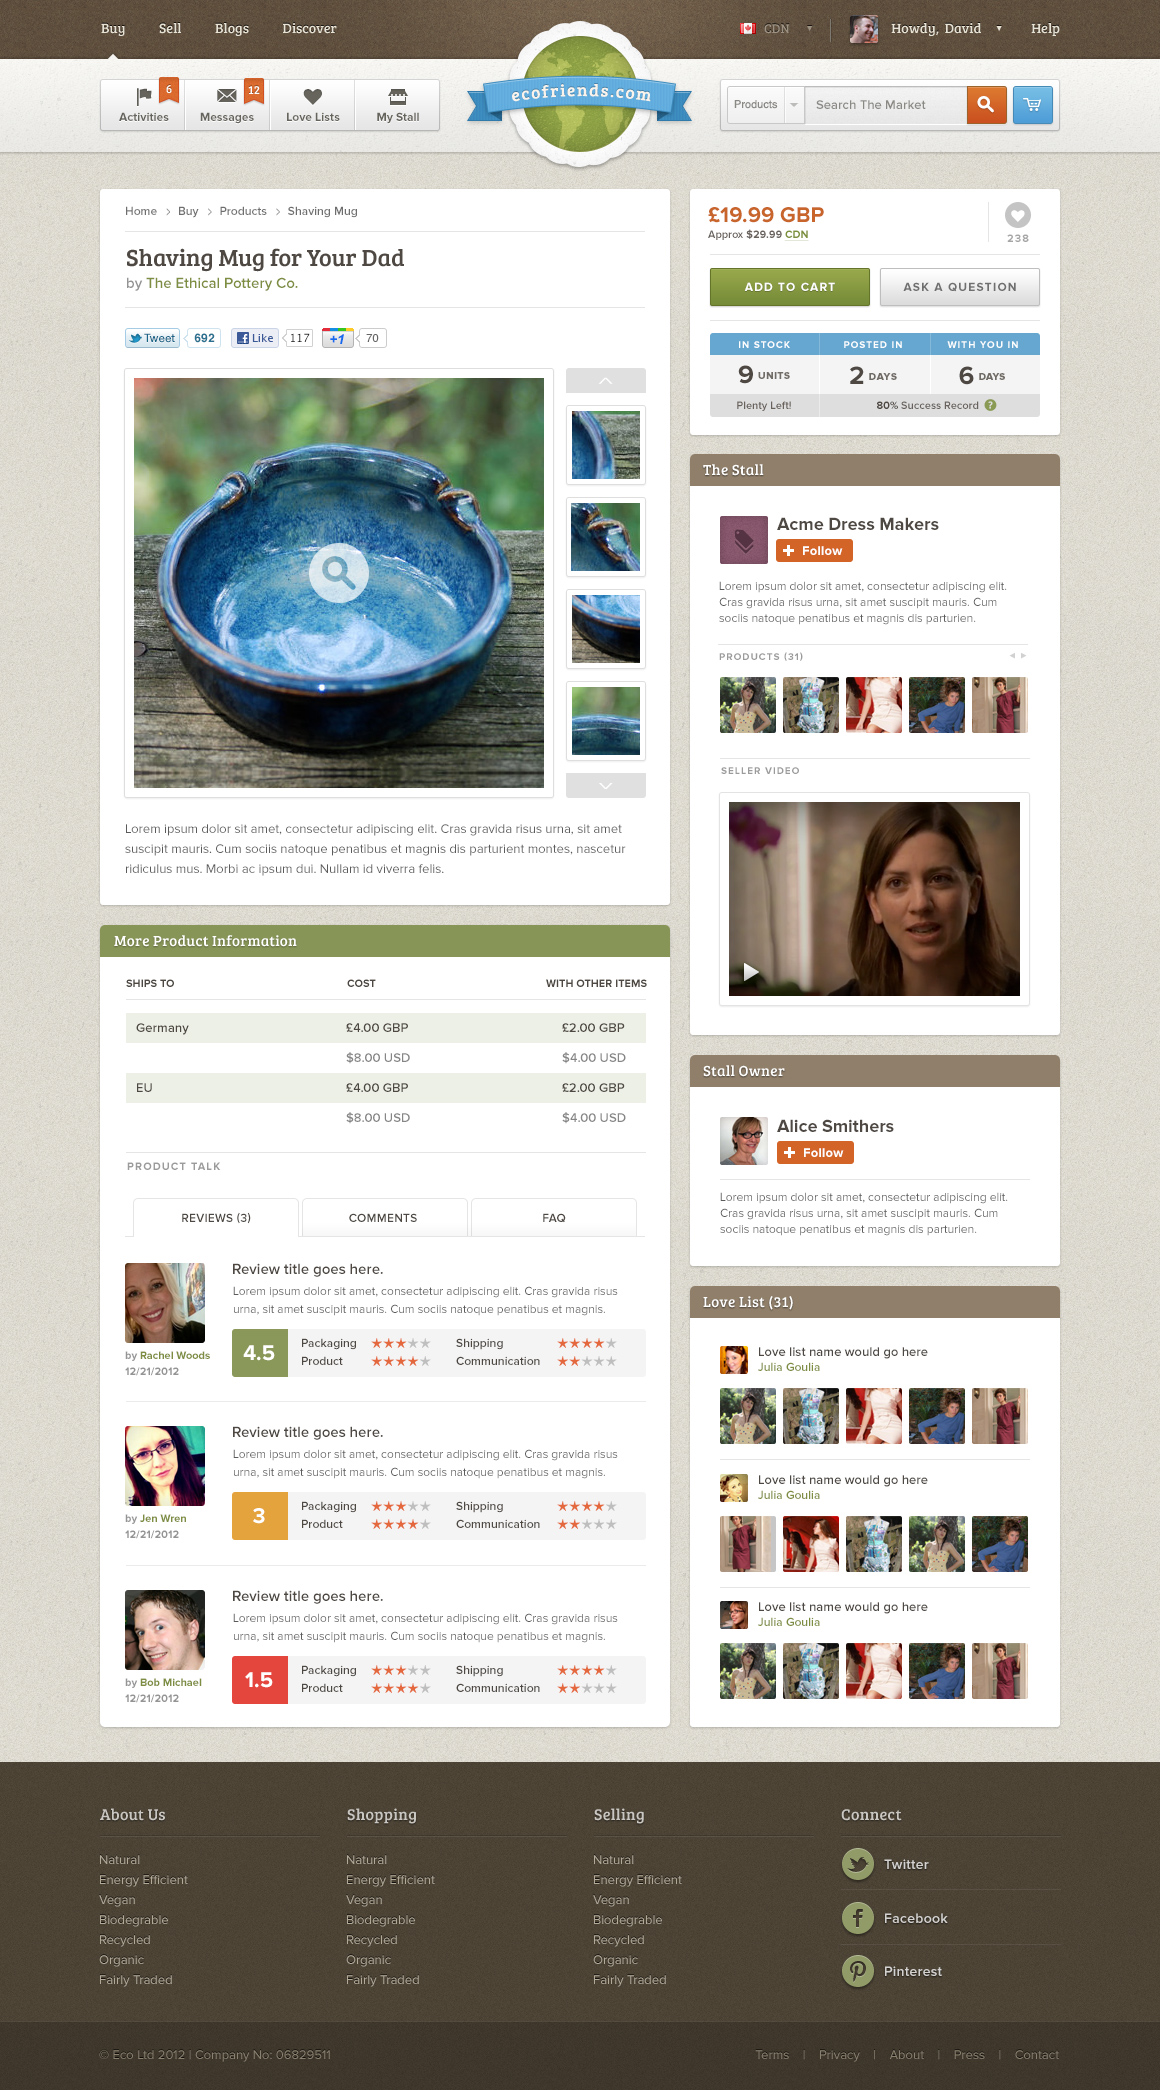 Buy Sell Blogs Discover
CDN Howdy, David Help
6 12
Activities Messages Love Lists My Stall
ecofriends.com
Products Search The Market
Home > Buy > Products > Shaving Mug
Shaving Mug for Your Dad
by The Ethical Pottery Co.
Tweet 692 Like 117 +1 70
Lorem ipsum dolor sit amet, consectetur adipiscing elit. Cras gravida risus urna, sit amet
suscipit mauris. Cum sociis natoque penatibus et magnis dis parturient montes, nascetur
ridiculus mus. Morbi ac ipsum dui. Nullam id viverra felis.
£19.99 GBP
Approx $29.99 CDN
238
ADD TO CART ASK A QUESTION
IN STOCK POSTED IN WITH YOU IN
9 UNITS 2 DAYS 6 DAYS
Plenty Left! 80% Success Record ?
The Stall
Acme Dress Makers
Follow
Lorem ipsum dolor sit amet, consectetur adipiscing elit.
Cras gravida risus urna, sit amet suscipit mauris. Cum
sociis natoque penatibus et magnis dis parturien.
PRODUCTS (31)
SELLER VIDEO
More Product Information
SHIPS TO COST WITH OTHER ITEMS
Germany £4.00 GBP £2.00 GBP
$8.00 USD $4.00 USD
EU £4.00 GBP £2.00 GBP
$8.00 USD $4.00 USD
PRODUCT TALK
REVIEWS (3) COMMENTS FAQ
Review title goes here.
Lorem ipsum dolor sit amet, consectetur adipiscing elit. Cras gravida risus
urna, sit amet suscipit mauris. Cum sociis natoque penatibus et magnis.
by Rachel Woods
12/21/2012
4.5
Packaging Shipping
Product Communication
Review title goes here.
Lorem ipsum dolor sit amet, consectetur adipiscing elit. Cras gravida risus
urna, sit amet suscipit mauris. Cum sociis natoque penatibus et magnis.
by Jen Wren
12/21/2012
3
Packaging Shipping
Product Communication
Review title goes here.
Lorem ipsum dolor sit amet, consectetur adipiscing elit. Cras gravida risus
urna, sit amet suscipit mauris. Cum sociis natoque penatibus et magnis.
by Bob Michael
12/21/2012
1.5
Packaging Shipping
Product Communication
Stall Owner
Alice Smithers
Follow
Lorem ipsum dolor sit amet, consectetur adipiscing elit.
Cras gravida risus urna, sit amet suscipit mauris. Cum
sociis natoque penatibus et magnis dis parturien.
Love List (31)
Love list name would go here
Julia Goulia
Love list name would go here
Julia Goulia
Love list name would go here
Julia Goulia
About Us Shopping Selling Connect
Natural Natural Natural
Energy Efficient Energy Efficient Energy Efficient
Vegan Vegan Vegan
Biodegrable Biodegrable Biodegrable
Recycled Recycled Recycled
Organic Organic Organic
Fairly Traded Fairly Traded Fairly Traded
Twitter
Facebook
Pinterest
© Eco Ltd 2012 | Company No: 06829511
Terms | Privacy | About | Press | Contact